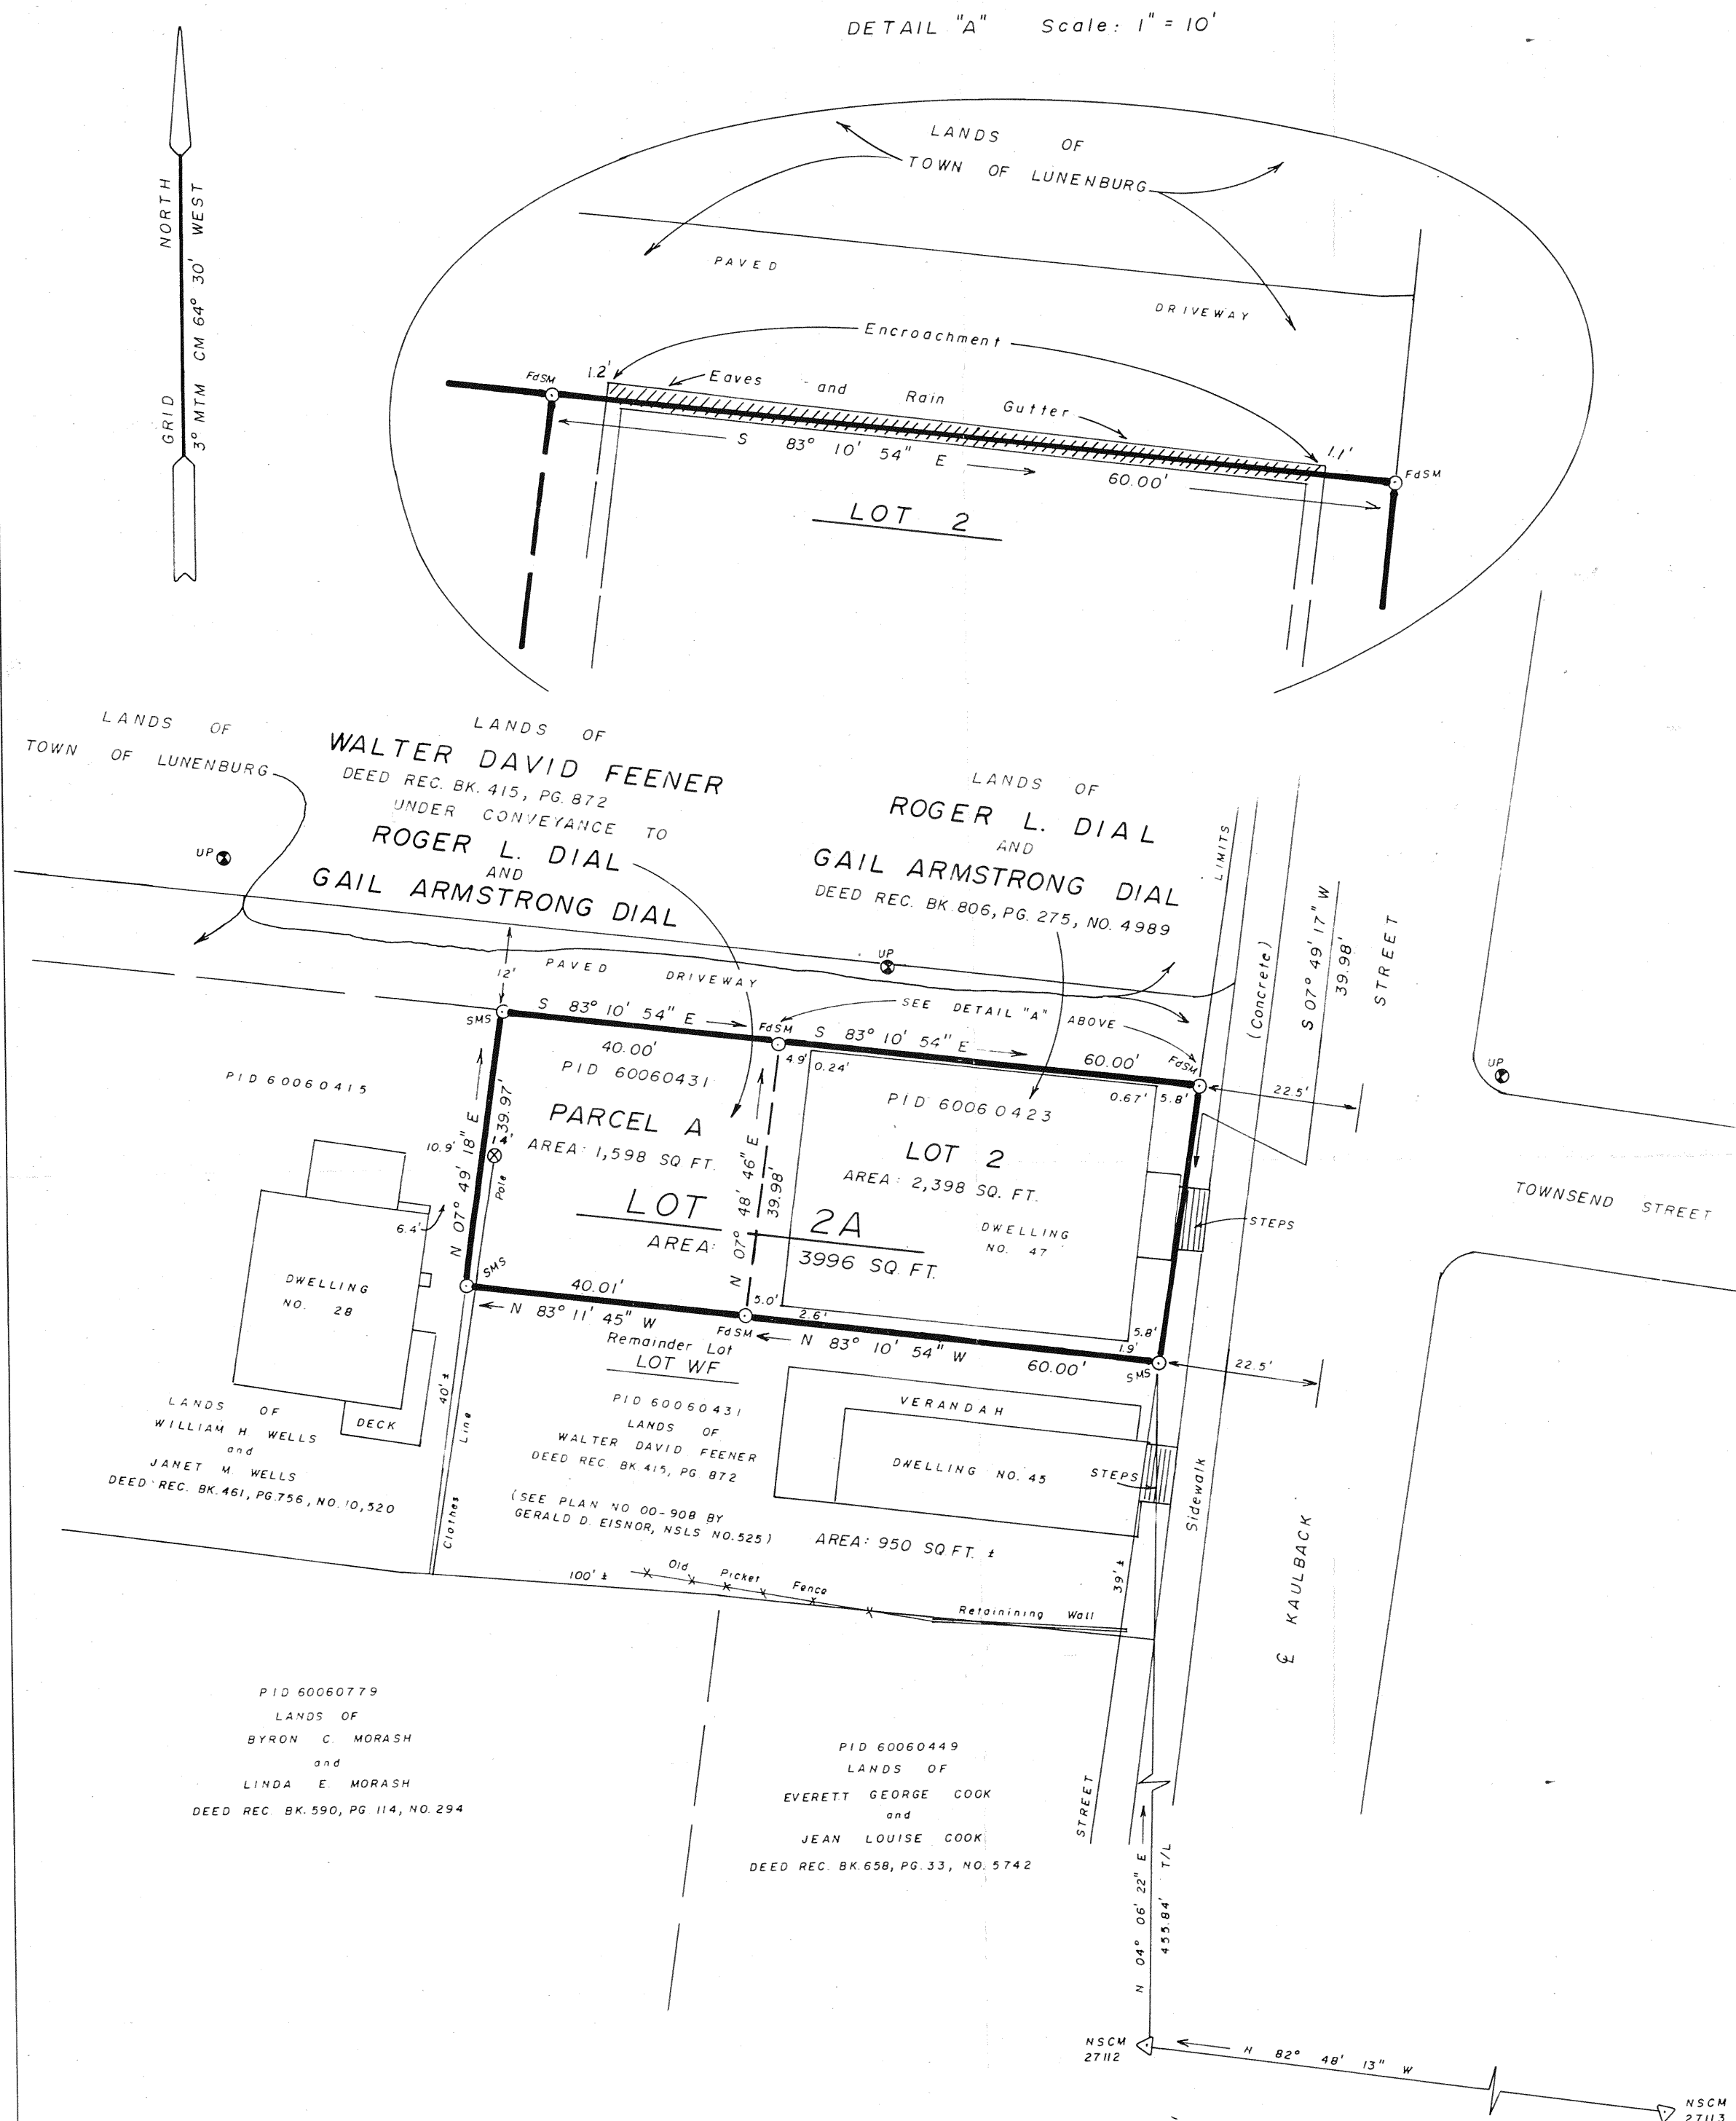 DETAIL "A" Scale: 1" = 10'
GRID NORTH
3° MTM CM 64° 30' WEST
LANDS OF
TOWN OF LUNENBURG
PAVED
DRIVEWAY
Encroachment
FdSM
1.2'
Eaves and Rain Gutter
1.1'
FdSM
S 83° 10' 54" E
60.00'
LOT 2
LANDS OF
TOWN OF LUNENBURG
LANDS OF
WALTER DAVID FEENER
DEED REC. BK. 415, PG. 872
UNDER CONVEYANCE TO
ROGER L. DIAL
AND
GAIL ARMSTRONG DIAL
LANDS OF
ROGER L. DIAL
AND
GAIL ARMSTRONG DIAL
DEED REC. BK. 806, PG. 275, NO. 4989
LIMITS
(Concrete)
S 07° 49' 17" W
39.98'
STREET
UP
UP
UP
12'
PAVED DRIVEWAY
SEE DETAIL "A" ABOVE
SMS
S 83° 10' 54" E
40.00'
FdSM
S 83° 10' 54" E
60.00'
FdSM
22.5'
PID 60060415
PID 60060431
4.9'
0.24'
PID 60060423
0.67'
5.8'
PARCEL A
AREA: 1,598 SQ FT.
LOT 2
AREA: 2,398 SQ. FT.
10.9'
1.4'
Pole
N 07° 49' 18" E
39.97'
N 07° 48' 46" E
39.98'
LOT 2A
AREA: 3996 SQ. FT.
DWELLING
NO. 47
STEPS
TOWNSEND STREET
6.4'
DWELLING
NO. 28
SMS
40.01'
N 83° 11' 45" W
5.0'
2.6'
FdSM
N 83° 10' 54" W
60.00'
5.8'
1.9'
SMS
22.5'
Remainder Lot
LOT WF
PID 60060431
LANDS OF
WALTER DAVID FEENER
DEED REC BK. 415, PG 872
(SEE PLAN NO 00-908 BY
GERALD D. EISNOR, NSLS NO. 525)
AREA: 950 SQ FT. ±
VERANDAH
DWELLING NO. 45
STEPS
DECK
40' ±
Clothes Line
LANDS OF
WILLIAM H WELLS
and
JANET M. WELLS
DEED REC. BK. 461, PG. 756, NO. 10,520
Sidewalk
℄ KAULBACK
100' ±
Old Picket Fence
Retainining Wall
39' ±
PID 60060779
LANDS OF
BYRON C. MORASH
and
LINDA E. MORASH
DEED REC. BK. 590, PG 114, NO. 294
PID 60060449
LANDS OF
EVERETT GEORGE COOK
and
JEAN LOUISE COOK
DEED REC. BK. 658, PG. 33, NO. 5742
STREET
N 04° 06' 22" E
455.84' T/L
NSCM
27112
N 82° 48' 13" W
NSCM
27113